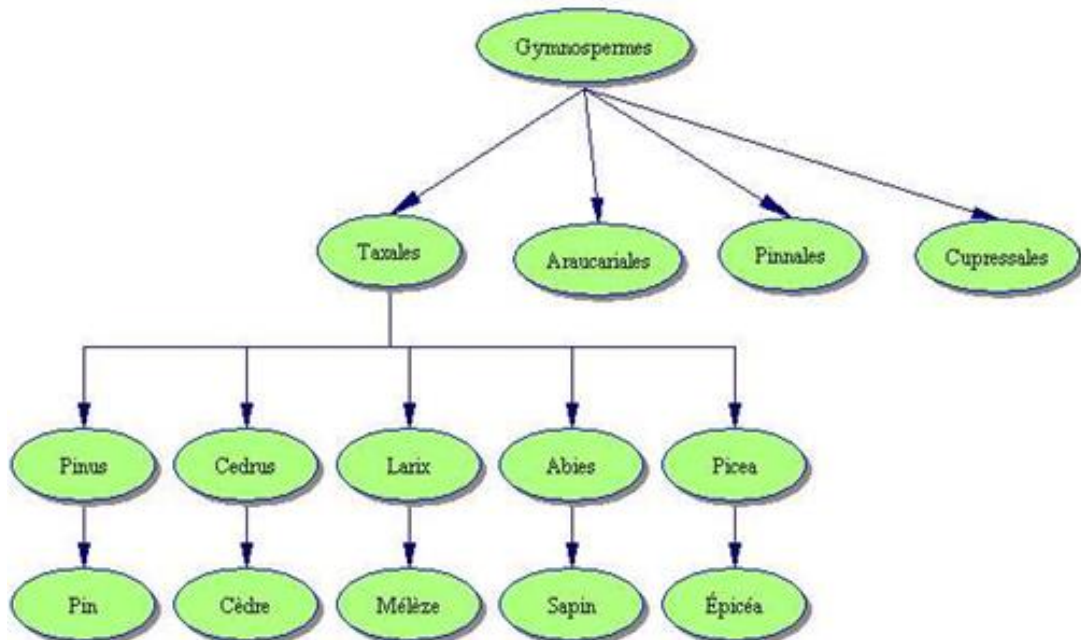 Gymnospermes
Taxales
Araucariales
Pinnales
Cupressales
Pinus
Cedrus
Larix
Abies
Picea
Pin
Cèdre
Mélèze
Sapin
Épicéa